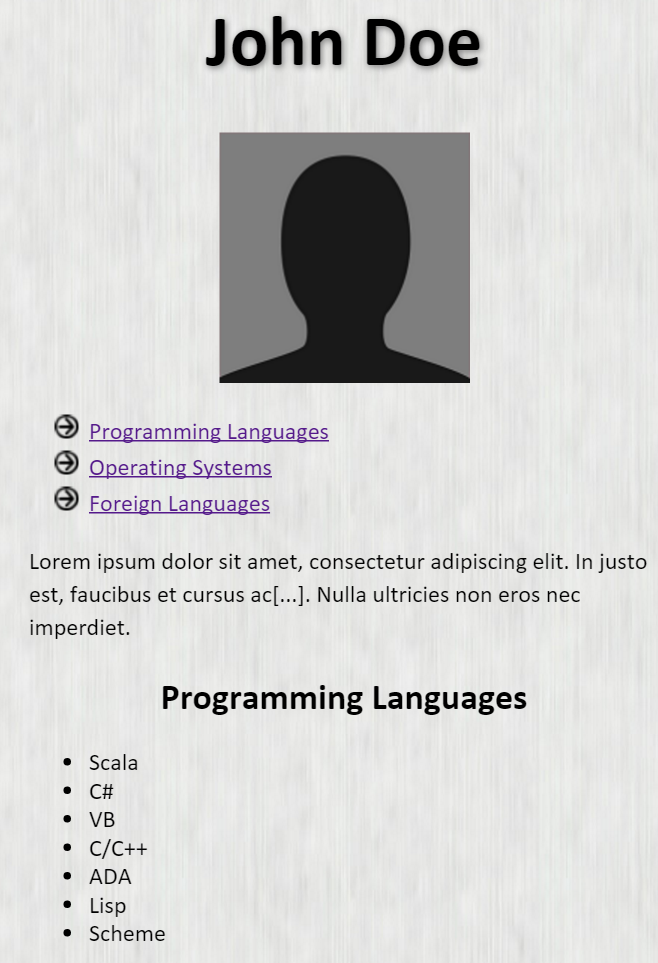 John Doe
Programming Languages
Operating Systems
Foreign Languages
Lorem ipsum dolor sit amet, consectetur adipiscing elit. In justo
est, faucibus et cursus ac[...]. Nulla ultricies non eros nec
imperdiet.
Programming Languages
Scala
C#
VB
C/C++
ADA
Lisp
Scheme